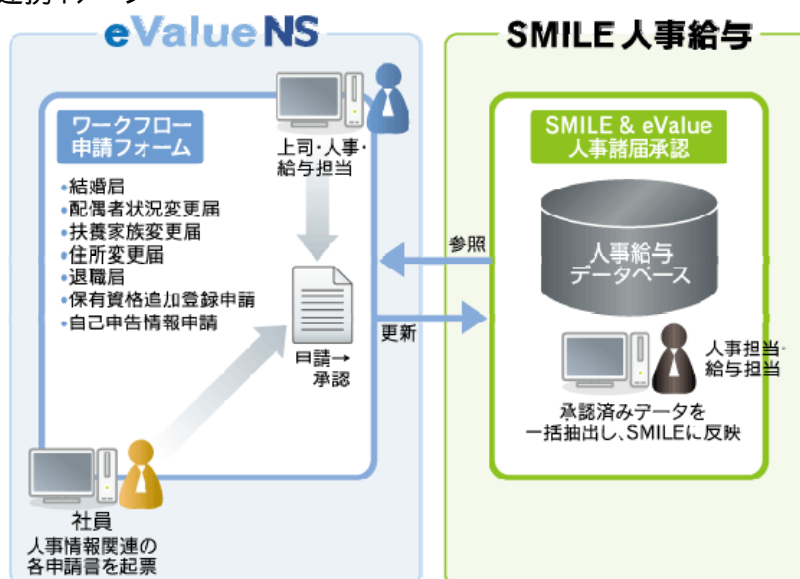 eValue NS
ワークフロー
申請フォーム
上司・人事・
給与担当
•結婚局
•配偶者状況変更届
•扶養家族変更届
•住所変更届
•退職局
•保有資格追加登録申請
•自己申告情報申請
申請→
承認
社員
人事情報関連の
各申請書を起票
参照
更新
SMILE 人事給与
SMILE & eValue
人事諸届承認
人事給与
データベース
人事担当・
給与担当
承認済みデータを
一括抽出し、SMILEに反映